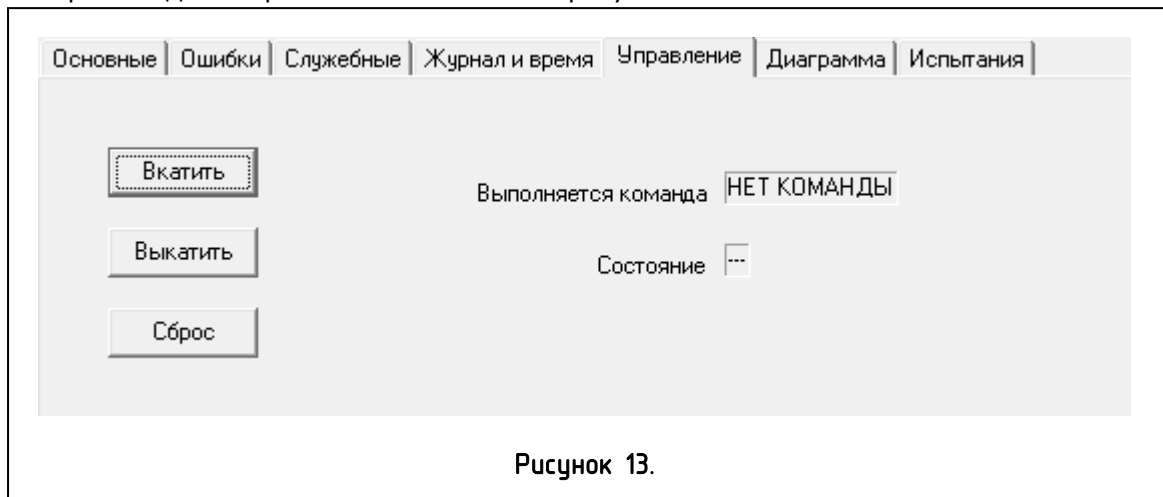 Основные Ошибки Служебные Журнал и время Управление Диаграмма Испытания
Вкатить
Выполняется команда НЕТ КОМАНДЫ
Выкатить
Состояние ---
Сброс
Рисунок 13.